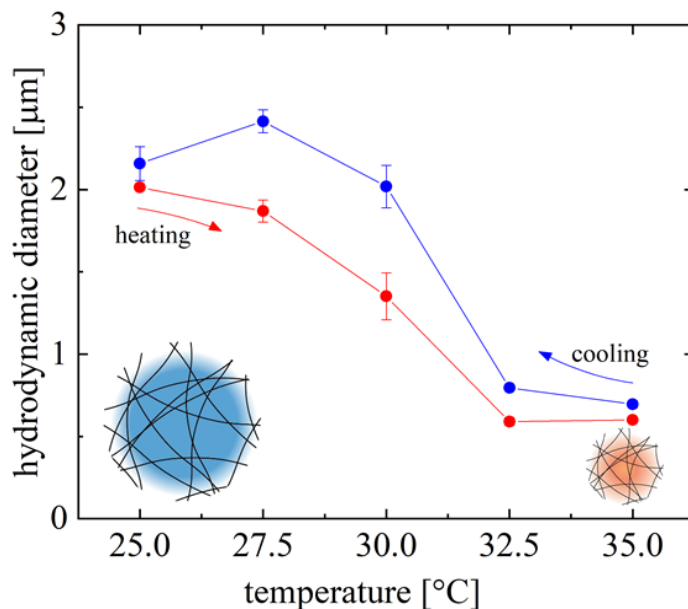 3
2
1
0
hydrodynamic diameter [μm]
heating
cooling
25.0 27.5 30.0 32.5 35.0
temperature [°C]